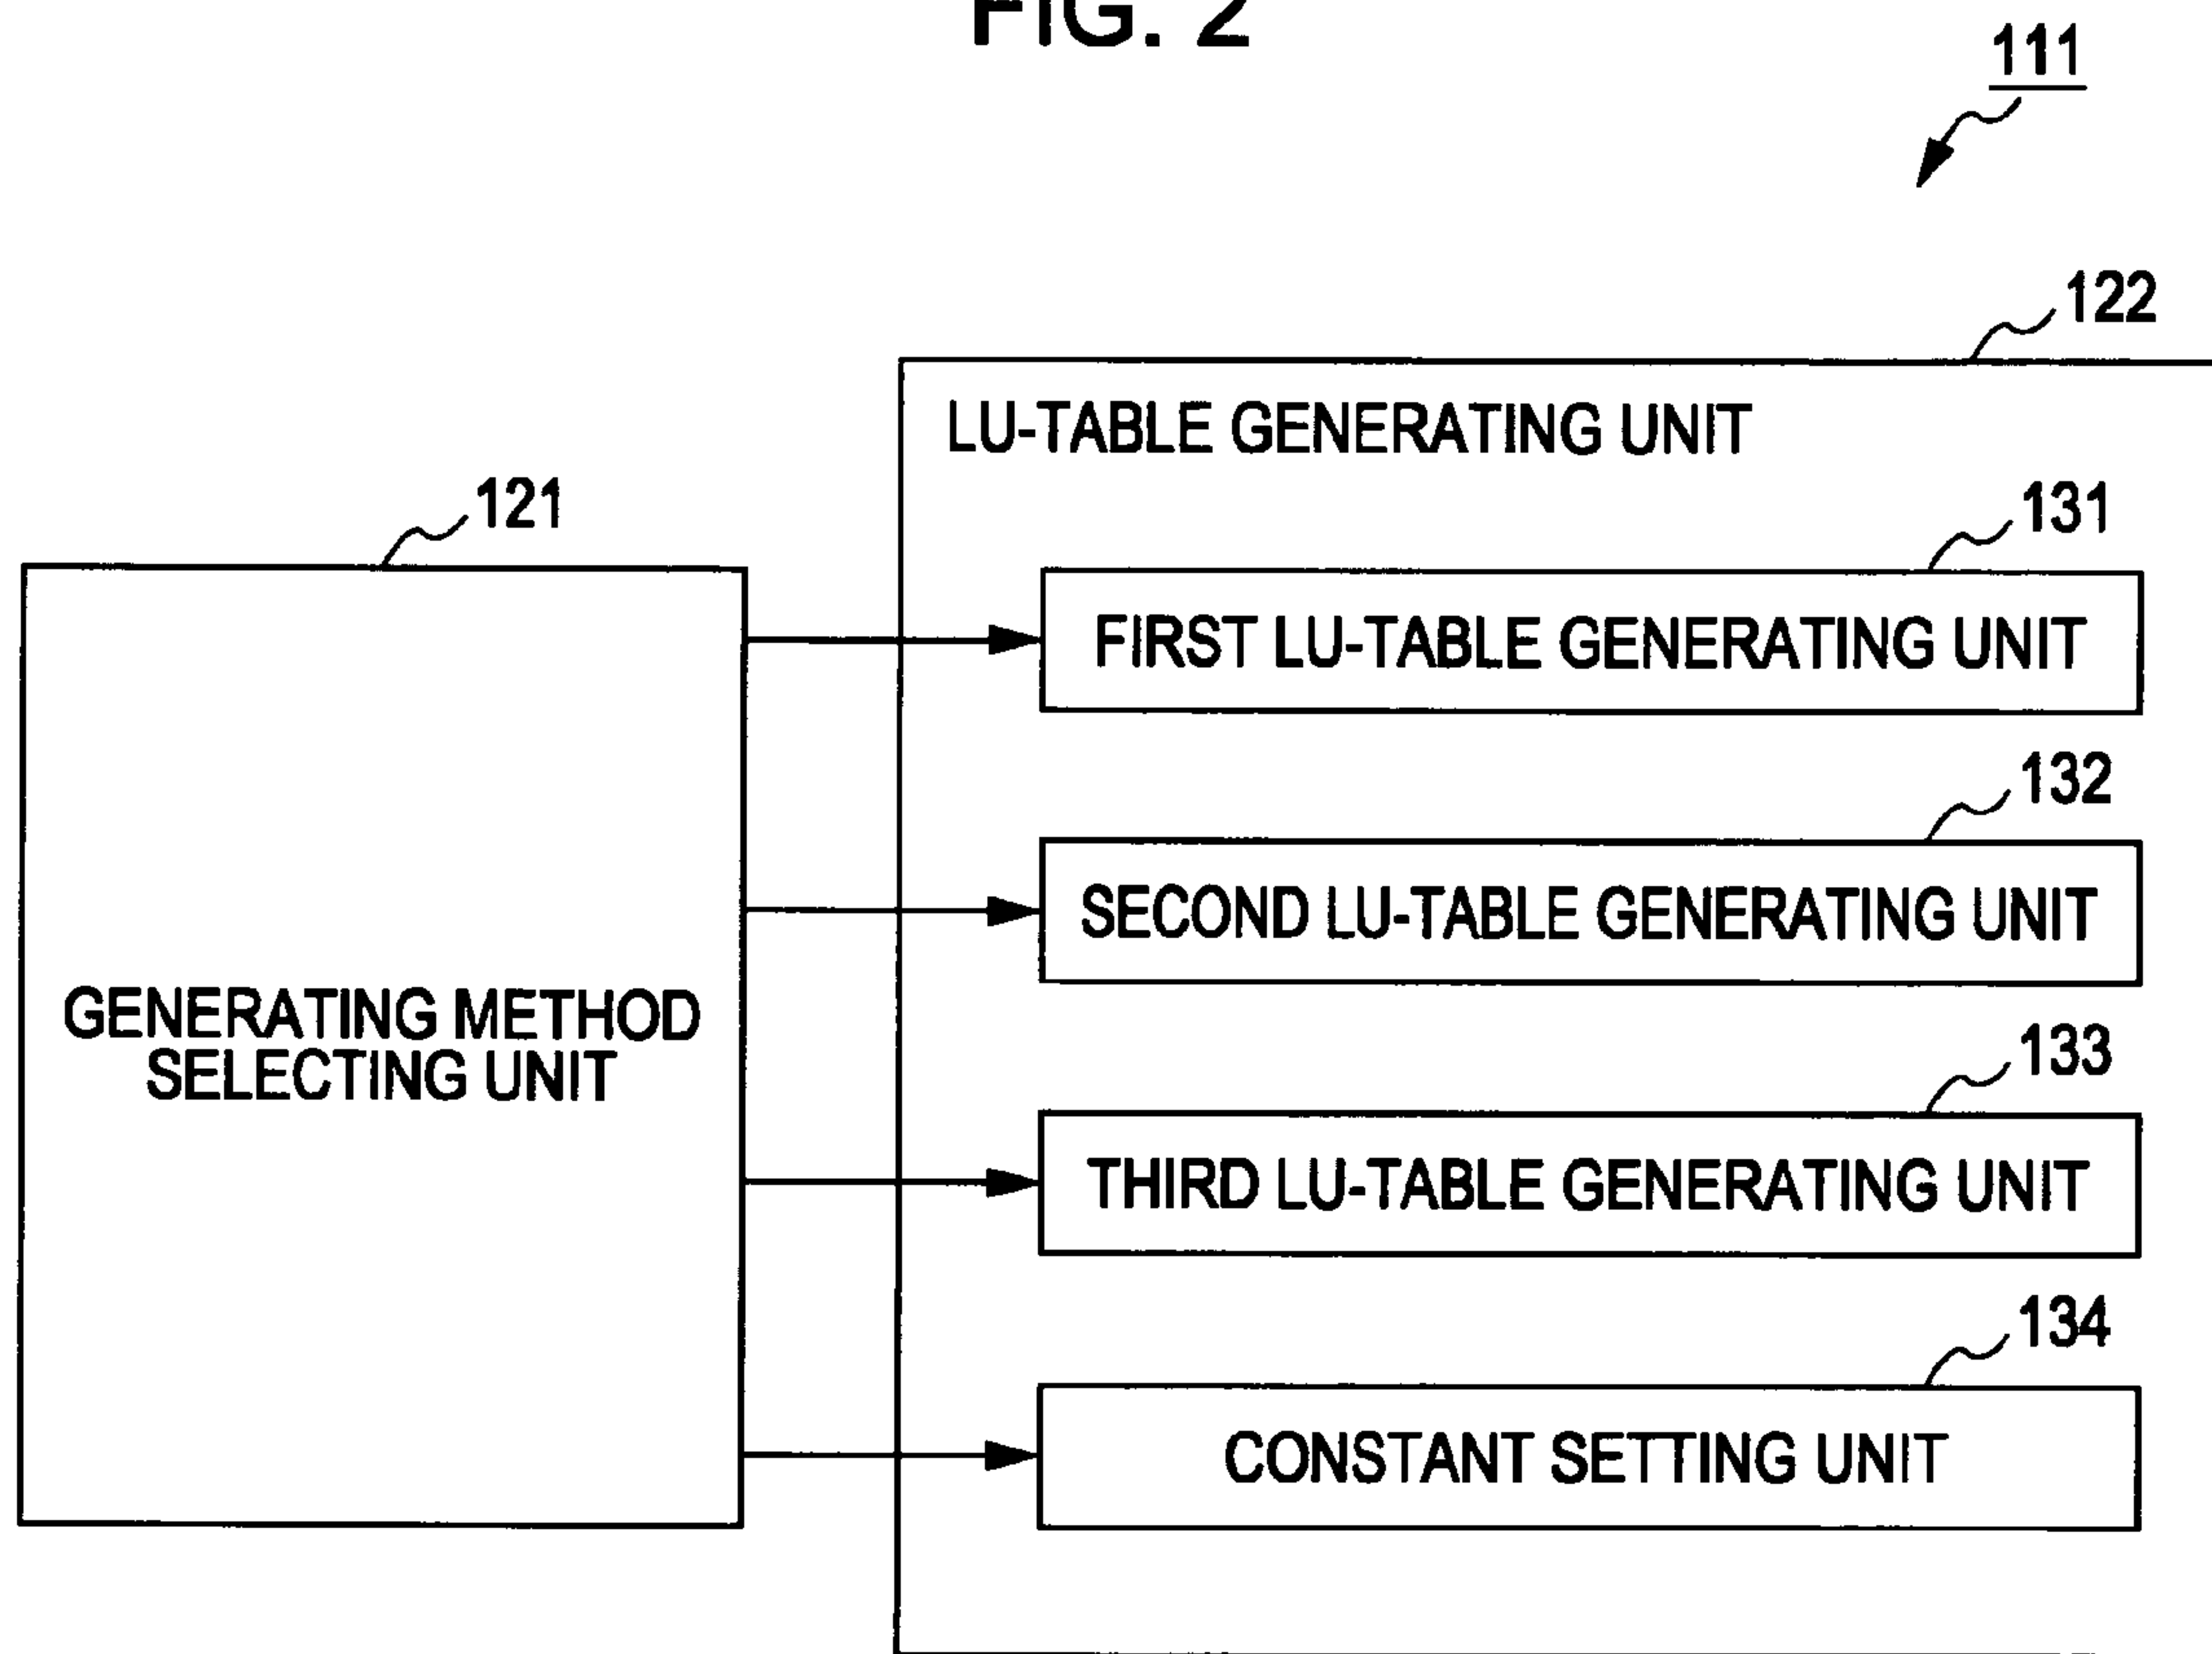 FIG. 2
111
122
LU-TABLE GENERATING UNIT
121
131
FIRST LU-TABLE GENERATING UNIT
132
SECOND LU-TABLE GENERATING UNIT
GENERATING METHOD
SELECTING UNIT
133
THIRD LU-TABLE GENERATING UNIT
134
CONSTANT SETTING UNIT